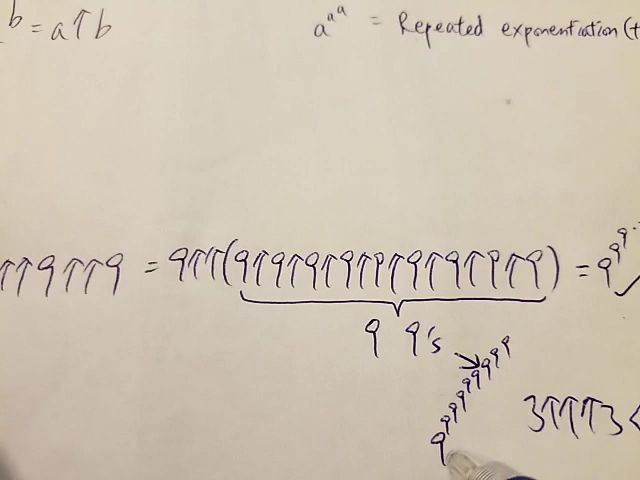 b = a↑b
a^a^a = Repeated exponentiation (t
↑↑9↑↑9 = 9↑↑(9↑9↑9↑9↑9↑9↑9↑9↑9) = 9^9^9^9
9 9's
9^9^9^9^9^9^9^9^9
3↑↑↑3<